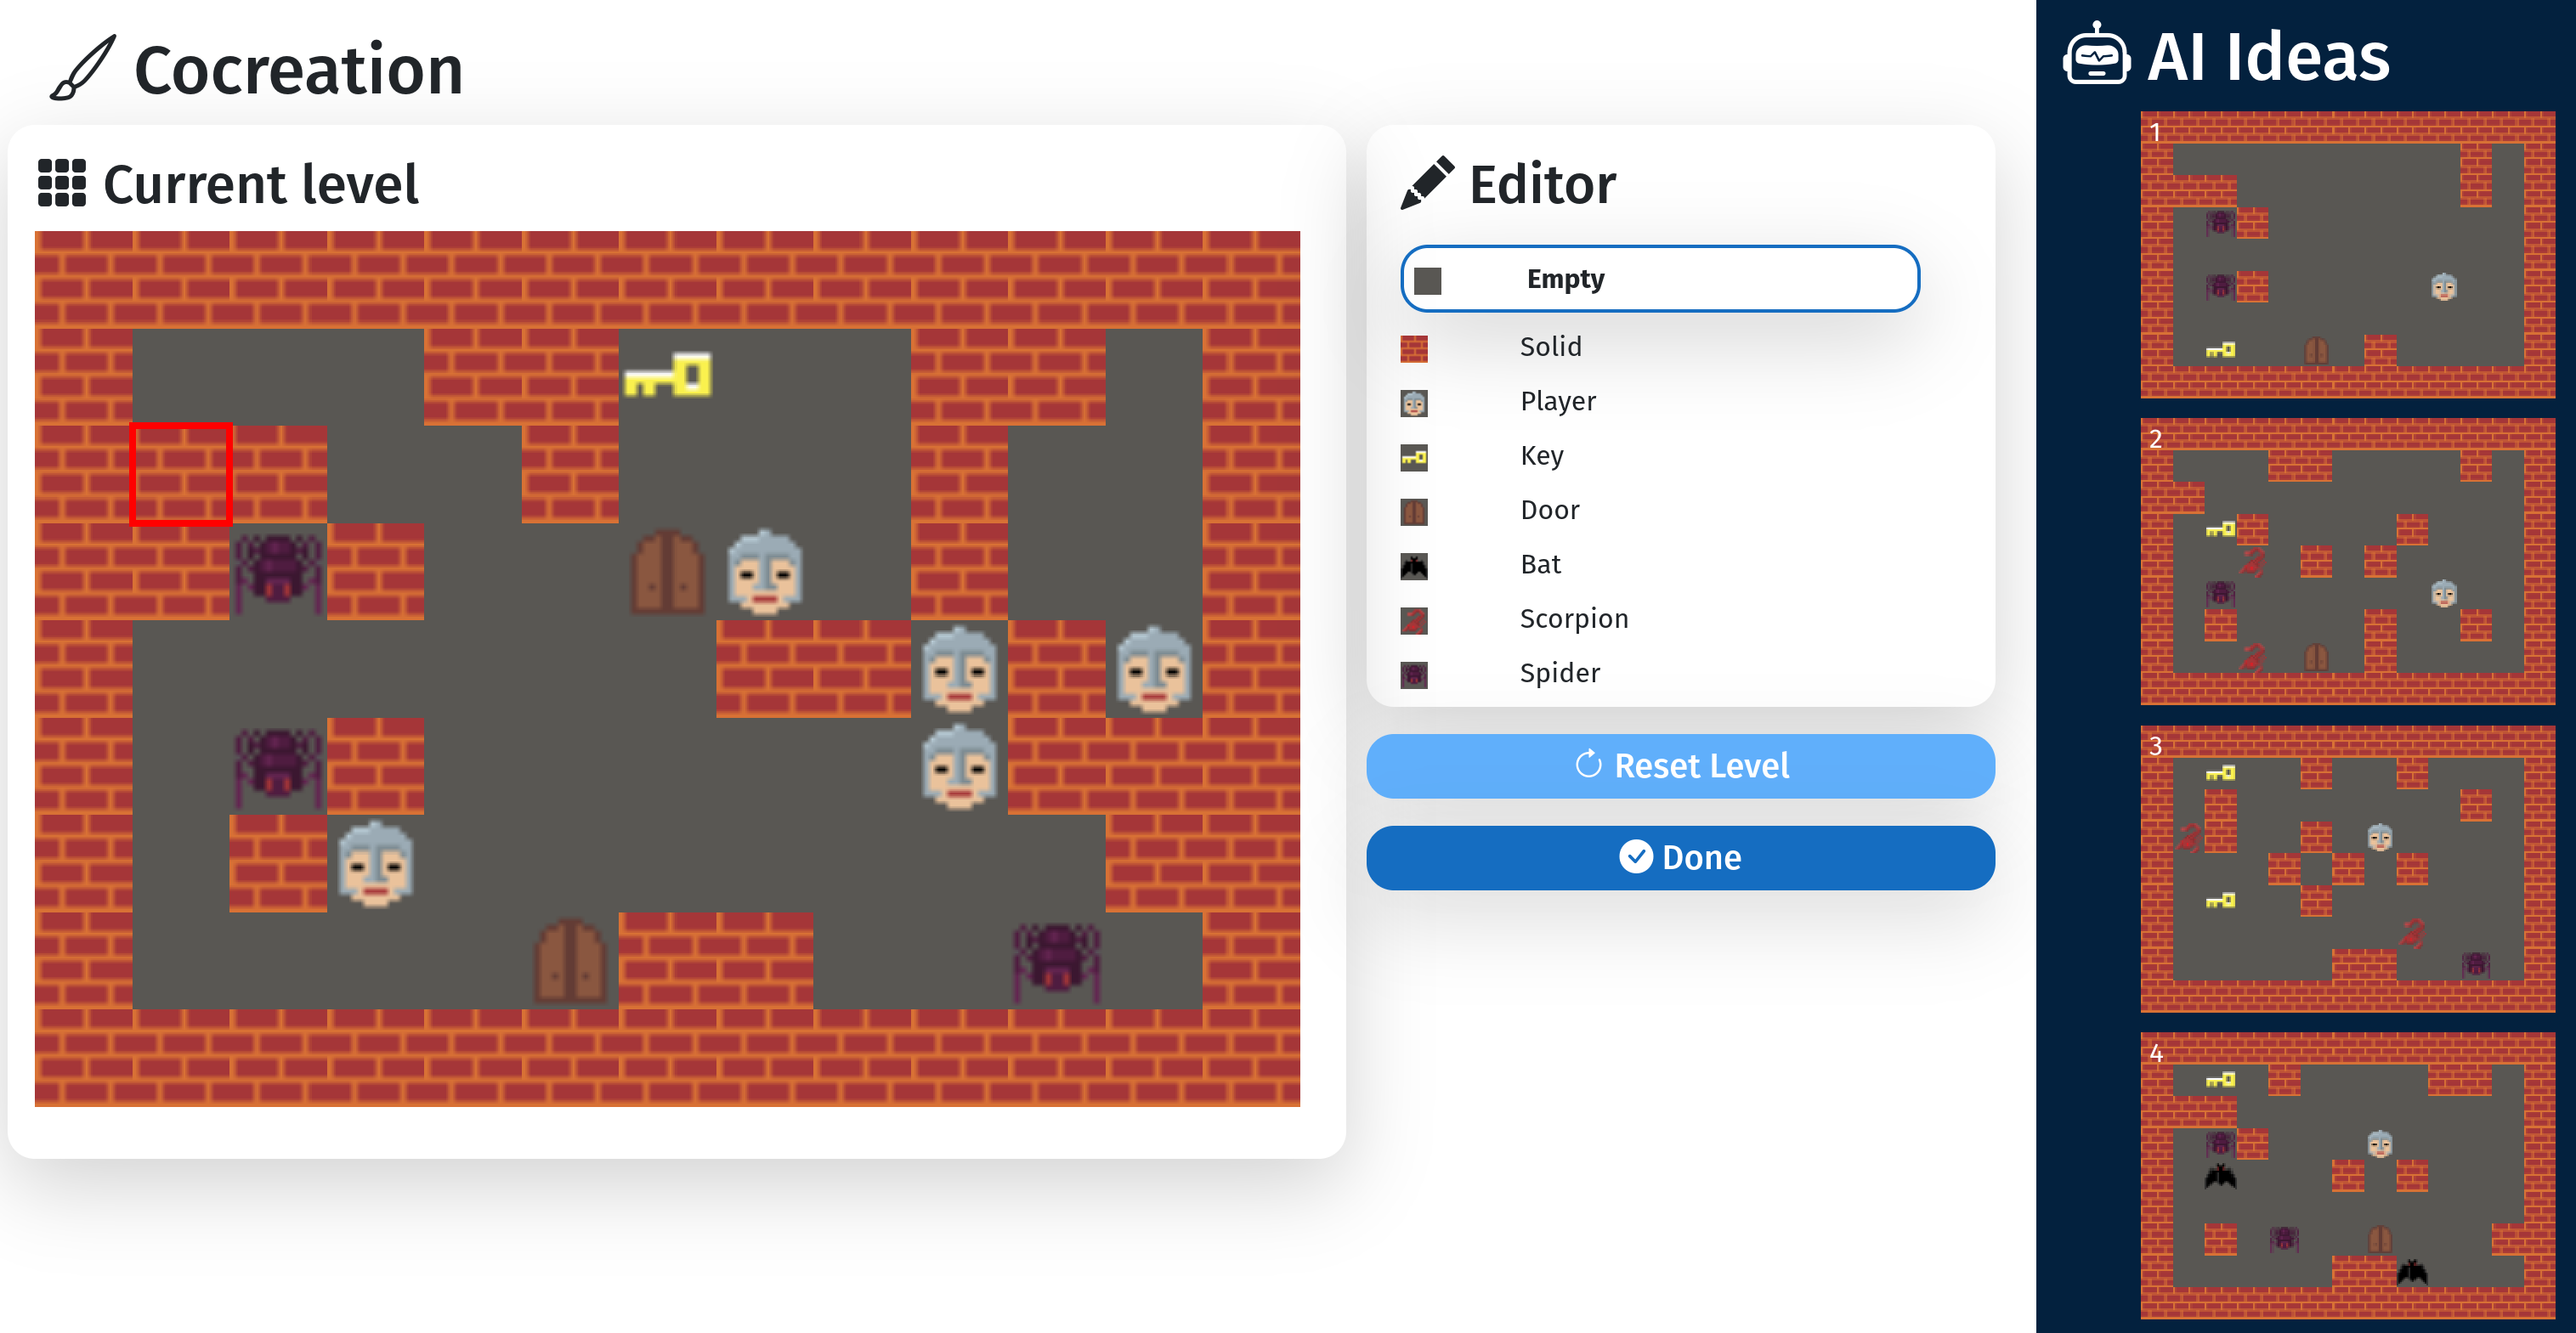 Cocreation
Current level
Editor
Empty
Solid
Player
Key
Door
Bat
Scorpion
Spider
Reset Level
Done
AI Ideas
1
2
3
4